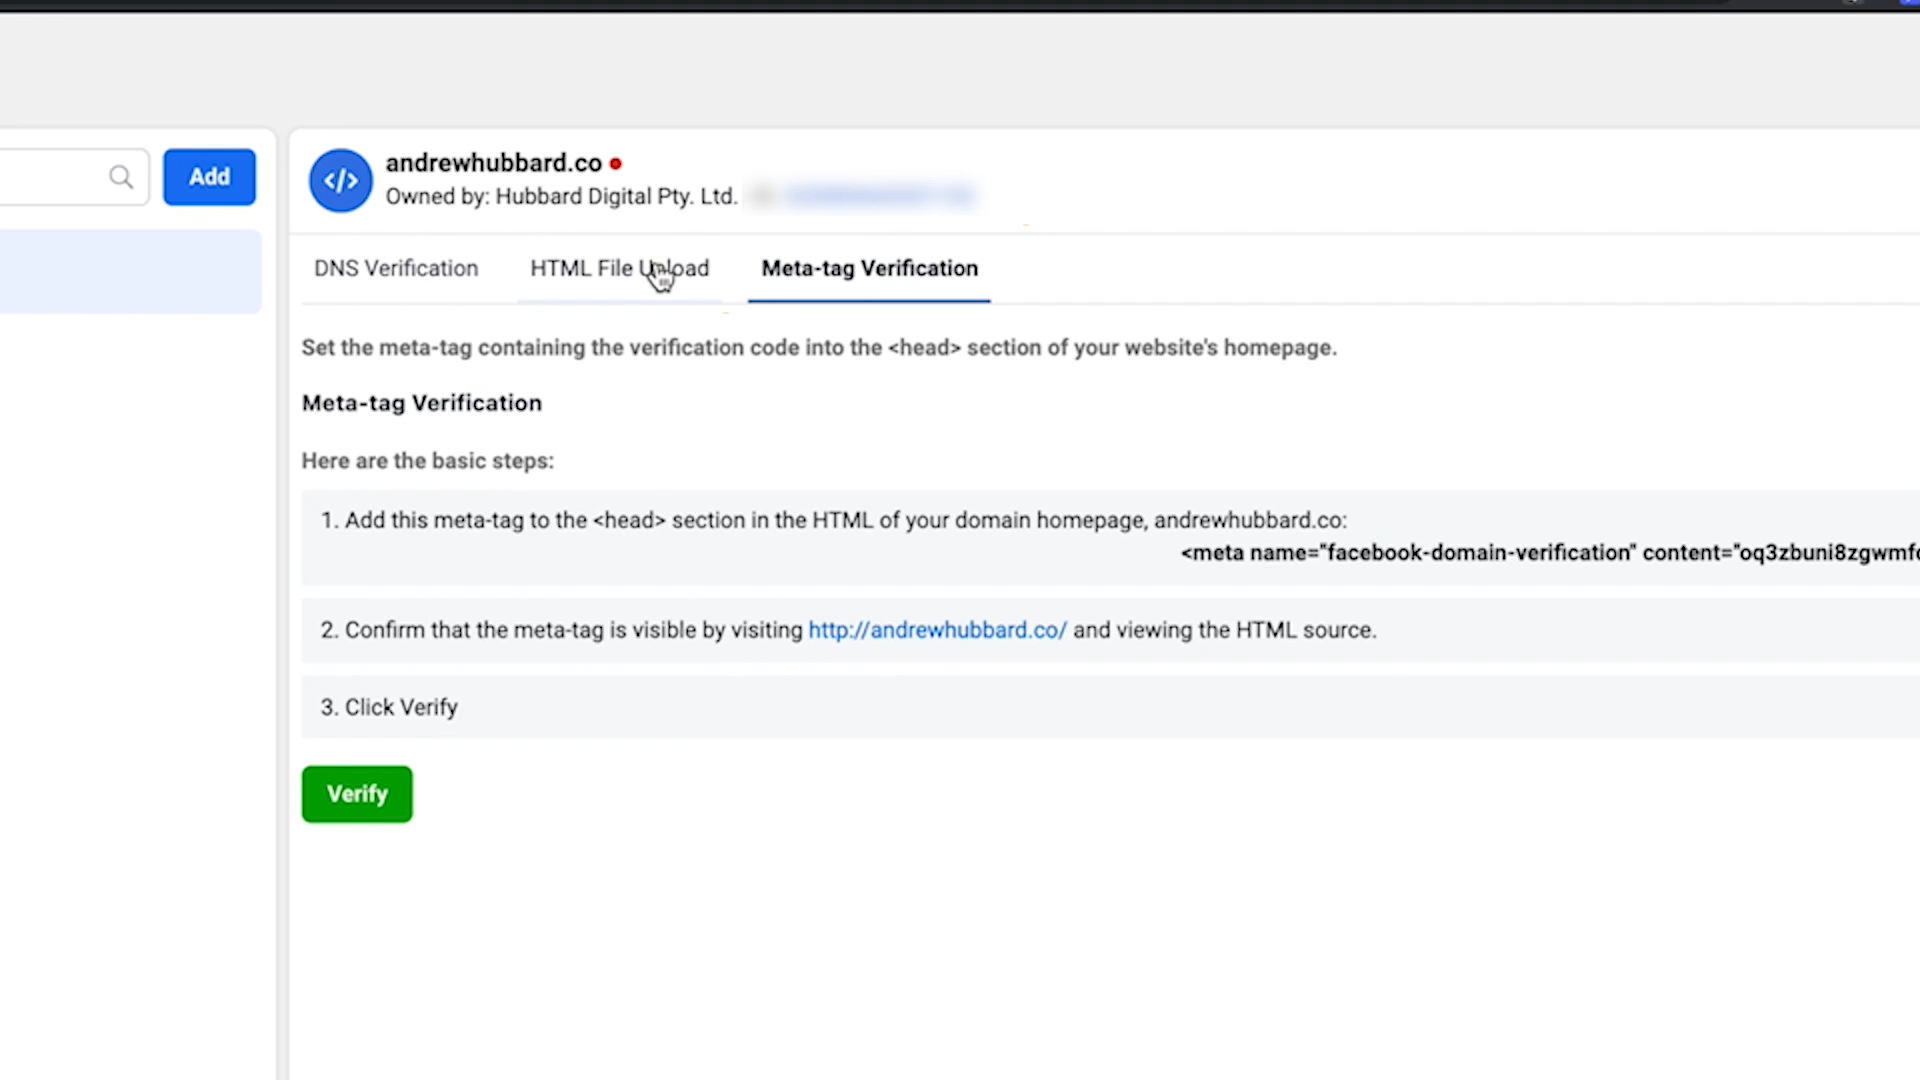 Add
</>
andrewhubbard.co
Owned by: Hubbard Digital Pty. Ltd.
DNS Verification
HTML File Upload
Meta-tag Verification
Set the meta-tag containing the verification code into the <head> section of your website's homepage.
Meta-tag Verification
Here are the basic steps:
1. Add this meta-tag to the <head> section in the HTML of your domain homepage, andrewhubbard.co:
<meta name="facebook-domain-verification" content="oq3zbuni8zgwmf
2. Confirm that the meta-tag is visible by visiting http://andrewhubbard.co/ and viewing the HTML source.
3. Click Verify
Verify